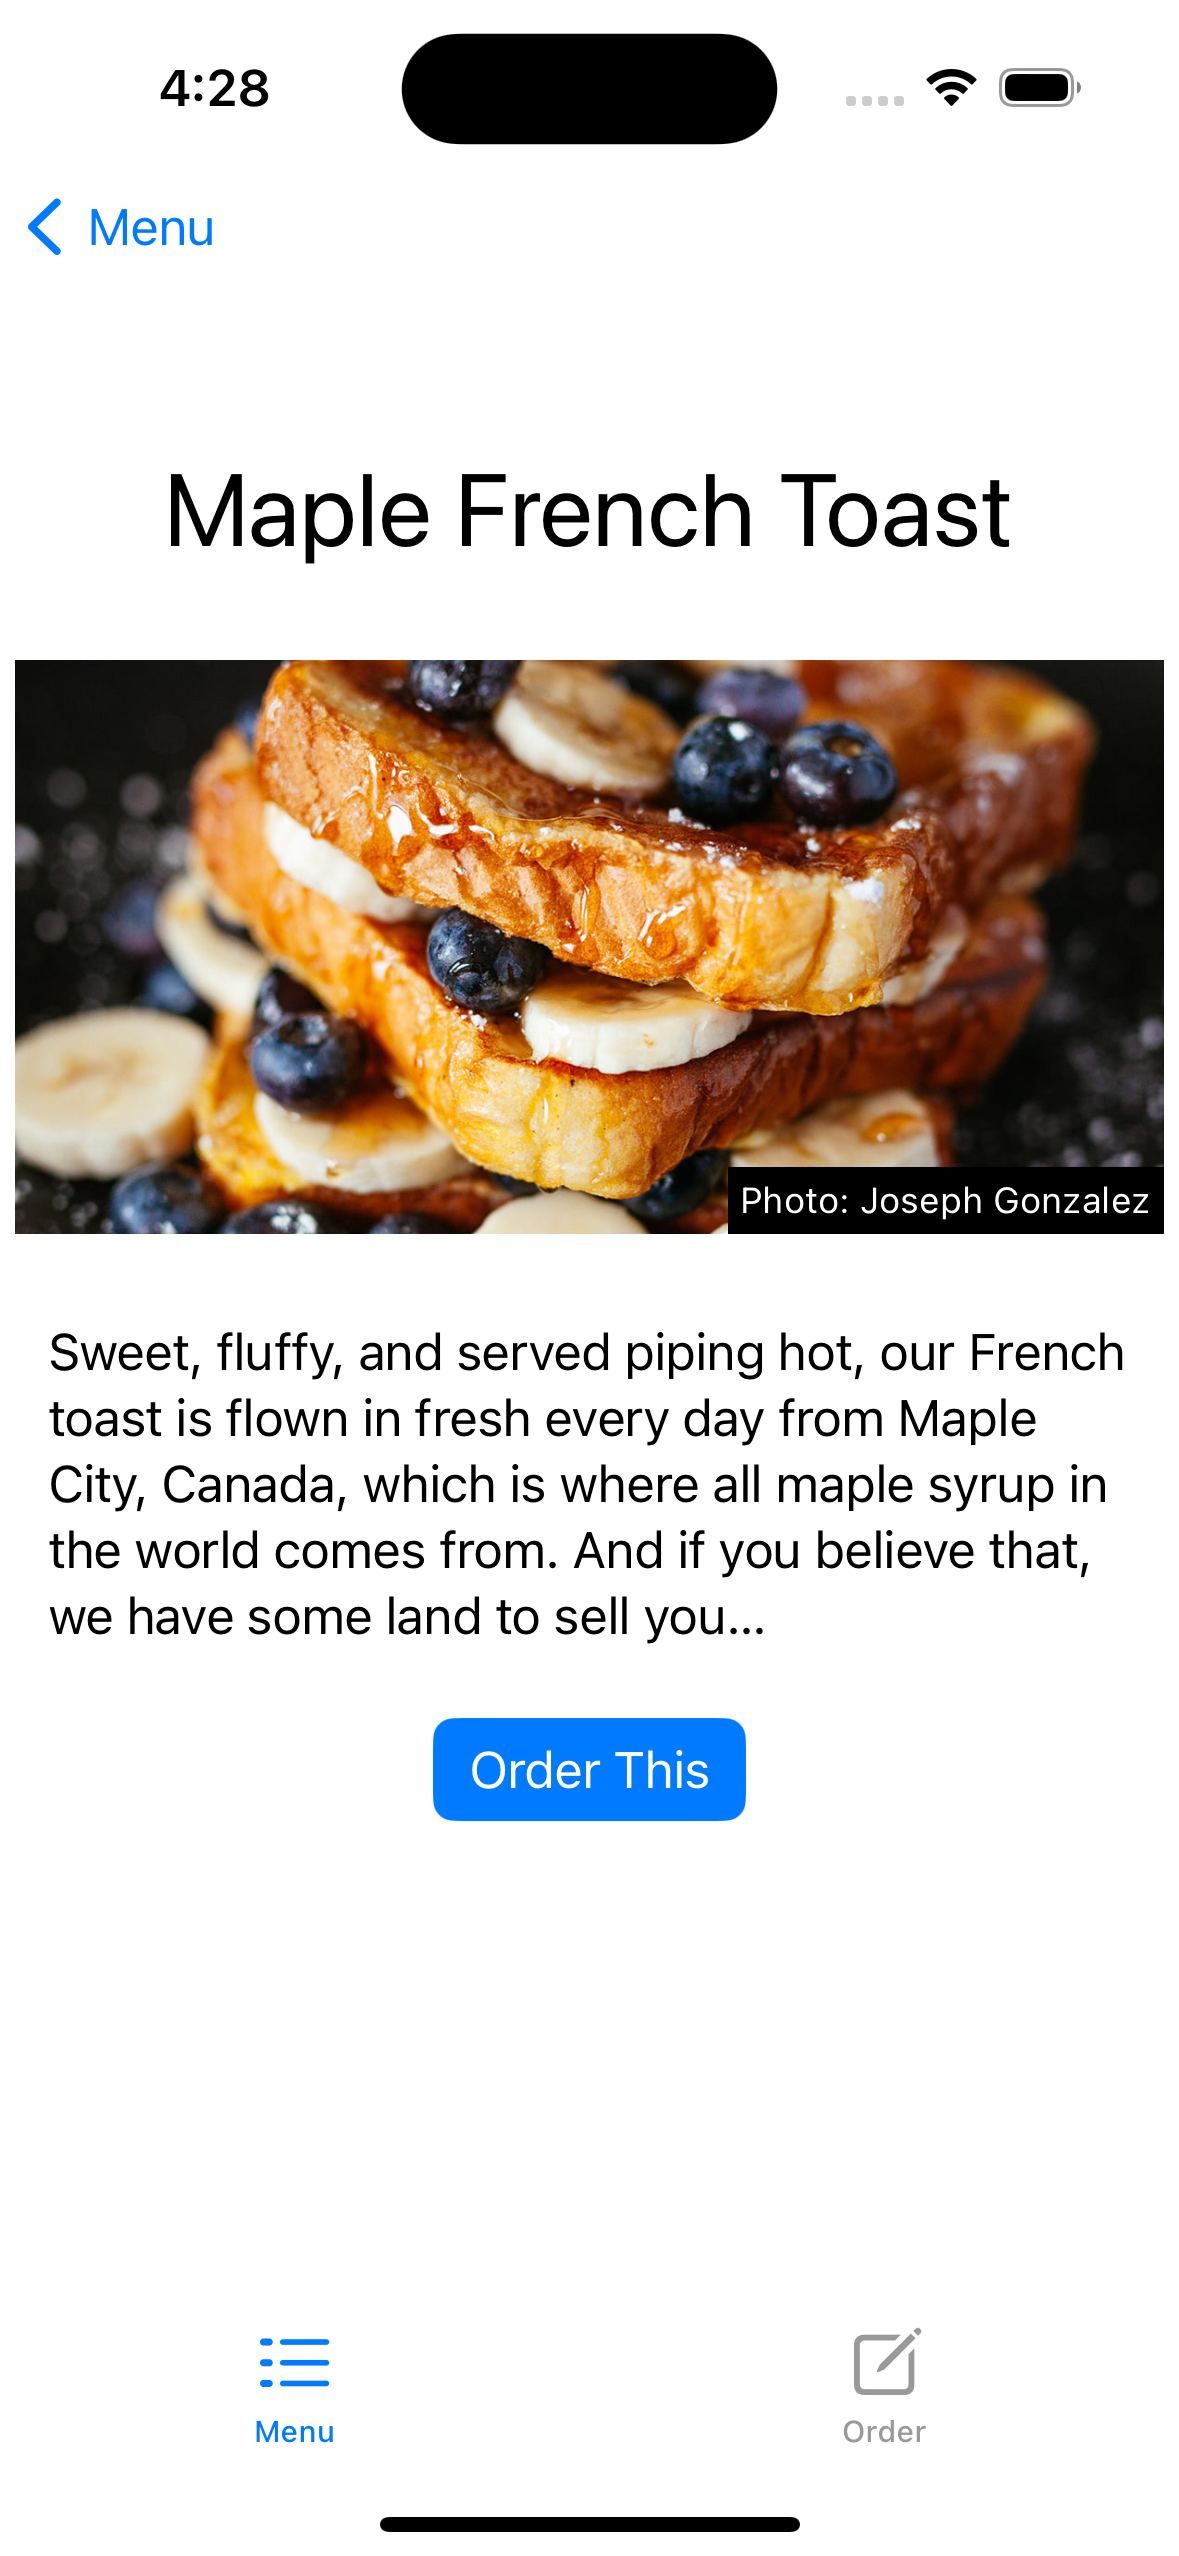 4:28
Menu
Maple French Toast
Photo: Joseph Gonzalez
Sweet, fluffy, and served piping hot, our French
toast is flown in fresh every day from Maple
City, Canada, which is where all maple syrup in
the world comes from. And if you believe that,
we have some land to sell you…
Order This
Menu
Order